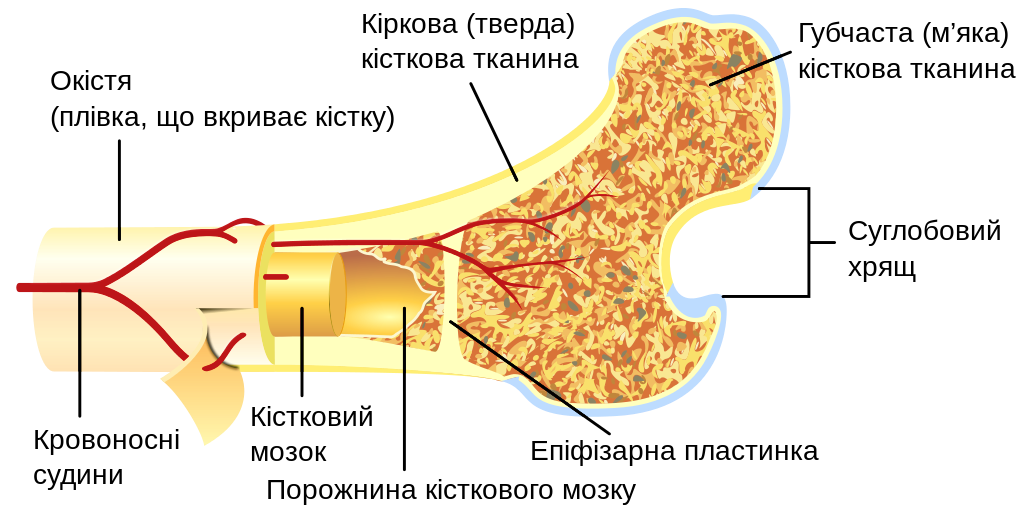 Кіркова (тверда)
кісткова тканина
Губчаста (м’яка)
кісткова тканина
Окістя
(плівка, що вкриває кістку)
Суглобовий
хрящ
Кістковий
мозок
Кровоносні
судини
Епіфізарна пластинка
Порожнина кісткового мозку